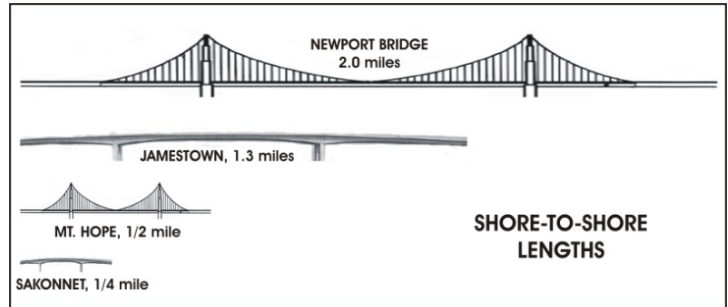 NEWPORT BRIDGE
2.0 miles
JAMESTOWN, 1.3 miles
MT. HOPE, 1/2 mile
SHORE-TO-SHORE
LENGTHS
SAKONNET, 1/4 mile